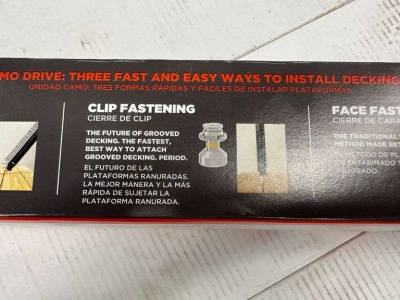 MO DRIVE: THREE FAST AND EASY WAYS TO INSTALL DECKING
UNIDAD CAMO: TRES FORMAS RÁPIDAS Y FÁCILES DE INSTALAR PLATAFORMAS
CLIP FASTENING
CIERRE DE CLIP
THE FUTURE OF GROOVED
DECKING. THE FASTEST,
BEST WAY TO ATTACH
GROOVED DECKING. PERIOD.
EL FUTURO DE LAS
PLATAFORMAS RANURADAS.
LA MEJOR MANERA Y LA MÁS
RÁPIDA DE SUJETAR LA
PLATAFORMA RANURADA.
FACE FAST
CIERRE DE CARA
THE TRADITIONAL
METHOD MADE BET
MÉTODO DE PL
EN ENTARIMADO T
MEJORADO.